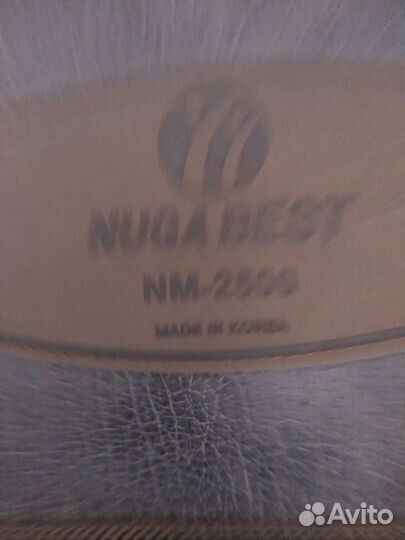 NUGA BEST
NM-2500
MADE IN KOREA
Avito